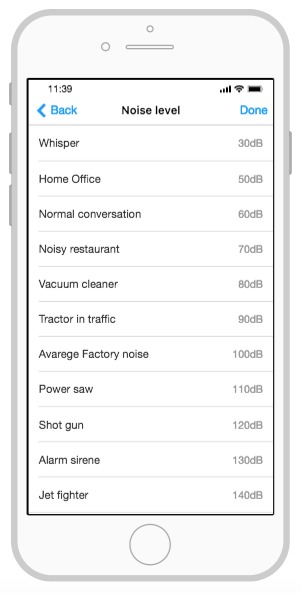 11:39
Back Noise level Done
Whisper 30dB
Home Office 50dB
Normal conversation 60dB
Noisy restaurant 70dB
Vacuum cleaner 80dB
Tractor in traffic 90dB
Avarege Factory noise 100dB
Power saw 110dB
Shot gun 120dB
Alarm sirene 130dB
Jet fighter 140dB